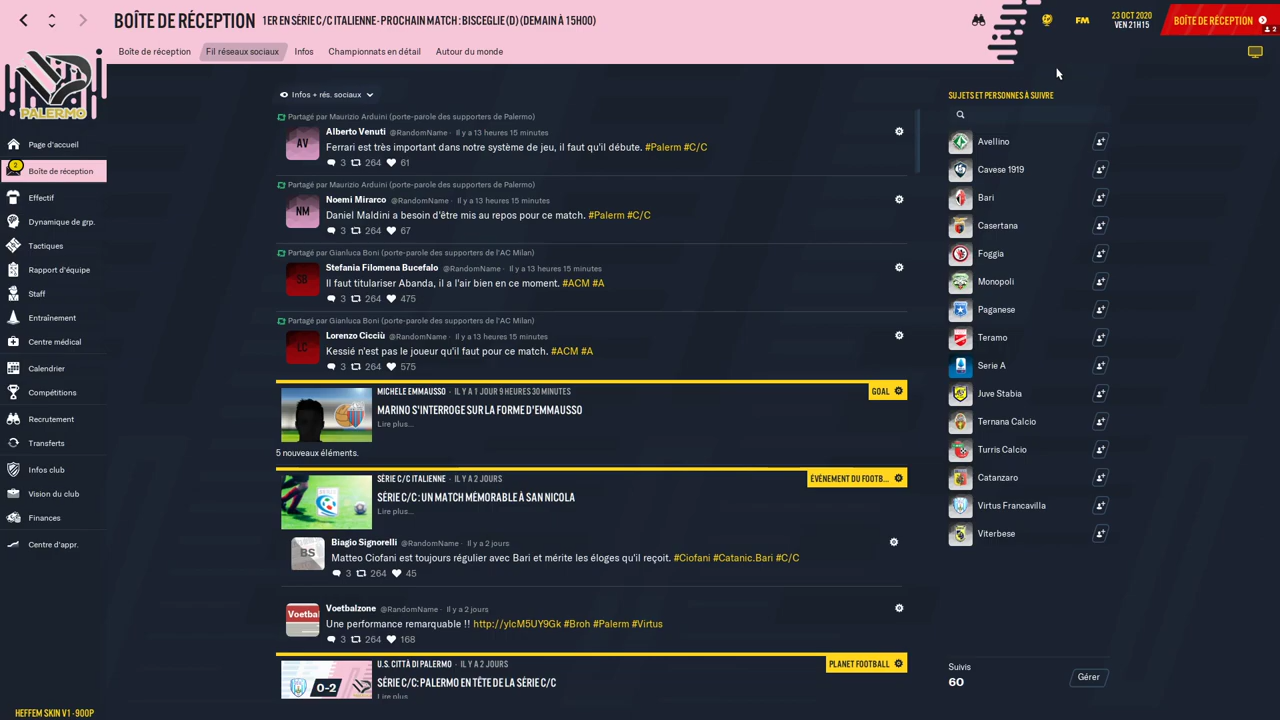 BOÎTE DE RÉCEPTION 1ER EN SÉRIE C/C ITALIENNE - PROCHAIN MATCH : BISCEGLIE (D) (DEMAIN À 15H00)
FM
23 OCT 2020
VEN 21H15
BOÎTE DE RÉCEPTION
2
Boîte de réception
Fil réseaux sociaux
Infos
Championnats en détail
Autour du monde
PALERMO
Page d'accueil
2
Boîte de réception
Effectif
Dynamique de grp.
Tactiques
Rapport d'équipe
Staff
Entraînement
Centre médical
Calendrier
Compétitions
Recrutement
Transferts
Infos club
Vision du club
Finances
Centre d'appr.
HEFFEM SKIN V1 - 900P
Infos + rés. sociaux
Partagé par Maurizio Arduini (porte-parole des supporters de Palermo)
AV
Alberto Venuti @RandomName · Il y a 13 heures 15 minutes
Ferrari est très important dans notre système de jeu, il faut qu'il débute. #Palerm #C/C
3 264 61
Partagé par Maurizio Arduini (porte-parole des supporters de Palermo)
NM
Noemi Mirarco @RandomName · Il y a 13 heures 15 minutes
Daniel Maldini a besoin d'être mis au repos pour ce match. #Palerm #C/C
3 264 67
Partagé par Gianluca Boni (porte-parole des supporters de l'AC Milan)
SB
Stefania Filomena Bucefalo @RandomName · Il y a 13 heures 15 minutes
Il faut titulariser Abanda, il a l'air bien en ce moment. #ACM #A
3 264 475
Partagé par Gianluca Boni (porte-parole des supporters de l'AC Milan)
LC
Lorenzo Cicciù @RandomName · Il y a 13 heures 15 minutes
Kessié n'est pas le joueur qu'il faut pour ce match. #ACM #A
3 264 575
MICHELE EMMAUSSO · IL Y A 1 JOUR 9 HEURES 30 MINUTES
GOAL
MARINO S'INTERROGE SUR LA FORME D'EMMAUSSO
Lire plus...
5 nouveaux éléments.
SÉRIE C/C ITALIENNE · IL Y A 2 JOURS
ÉVÉNEMENT DU FOOTB...
SÉRIE C/C : UN MATCH MÉMORABLE À SAN NICOLA
Lire plus...
BS
Biagio Signorelli @RandomName · Il y a 2 jours
Matteo Ciofani est toujours régulier avec Bari et mérite les éloges qu'il reçoit. #Ciofani #Catanic.Bari #C/C
3 264 45
Voetbal
Voetbalzone @RandomName · Il y a 2 jours
Une performance remarquable !! http://ylcM5UY9Gk #Broh #Palerm #Virtus
3 264 168
U.S. CITTÀ DI PALERMO · IL Y A 2 JOURS
PLANET FOOTBALL
0-2
SÉRIE C/C: PALERMO EN TÊTE DE LA SÉRIE C/C
Lire plus...
SUJETS ET PERSONNES À SUIVRE
Avellino
Cavese 1919
Bari
Casertana
Foggia
Monopoli
Paganese
Teramo
Serie A
Juve Stabia
Ternana Calcio
Turris Calcio
Catanzaro
Virtus Francavilla
Viterbese
Suivis
60
Gérer